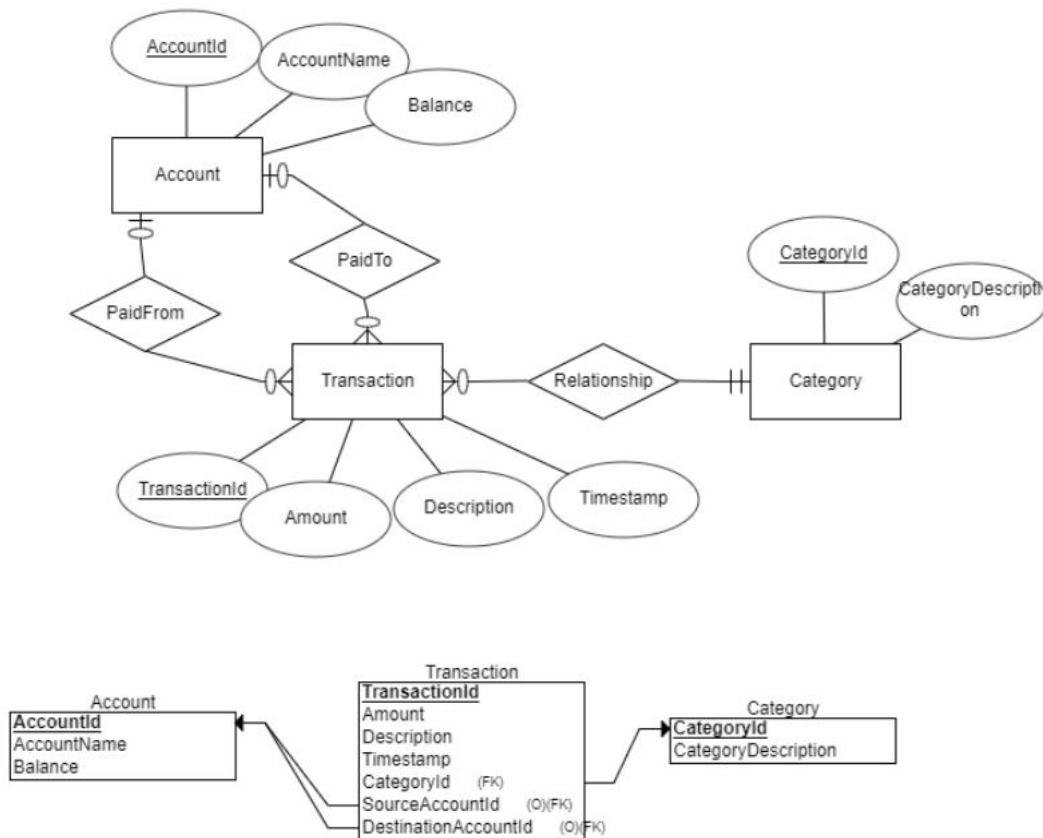 AccountId
AccountName
Balance
Account
PaidTo
PaidFrom
CategoryId
CategoryDescripti
on
Transaction
Relationship
Category
TransactionId
Amount
Description
Timestamp
Account
AccountId
AccountName
Balance
Transaction
TransactionId
Amount
Description
Timestamp
CategoryId (FK)
SourceAccountId (O)(FK)
DestinationAccountId (O)(FK)
Category
CategoryId
CategoryDescription